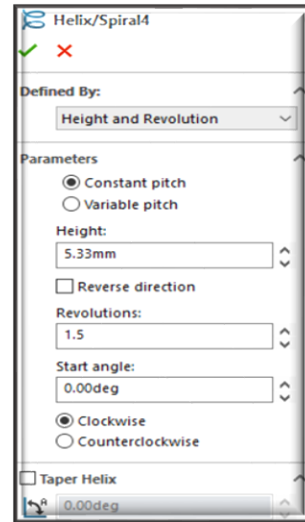 Helix/Spiral4
Defined By:
Height and Revolution
Parameters
Constant pitch
Variable pitch
Height:
5.33mm
Reverse direction
Revolutions:
1.5
Start angle:
0.00deg
Clockwise
Counterclockwise
Taper Helix
0.00deg